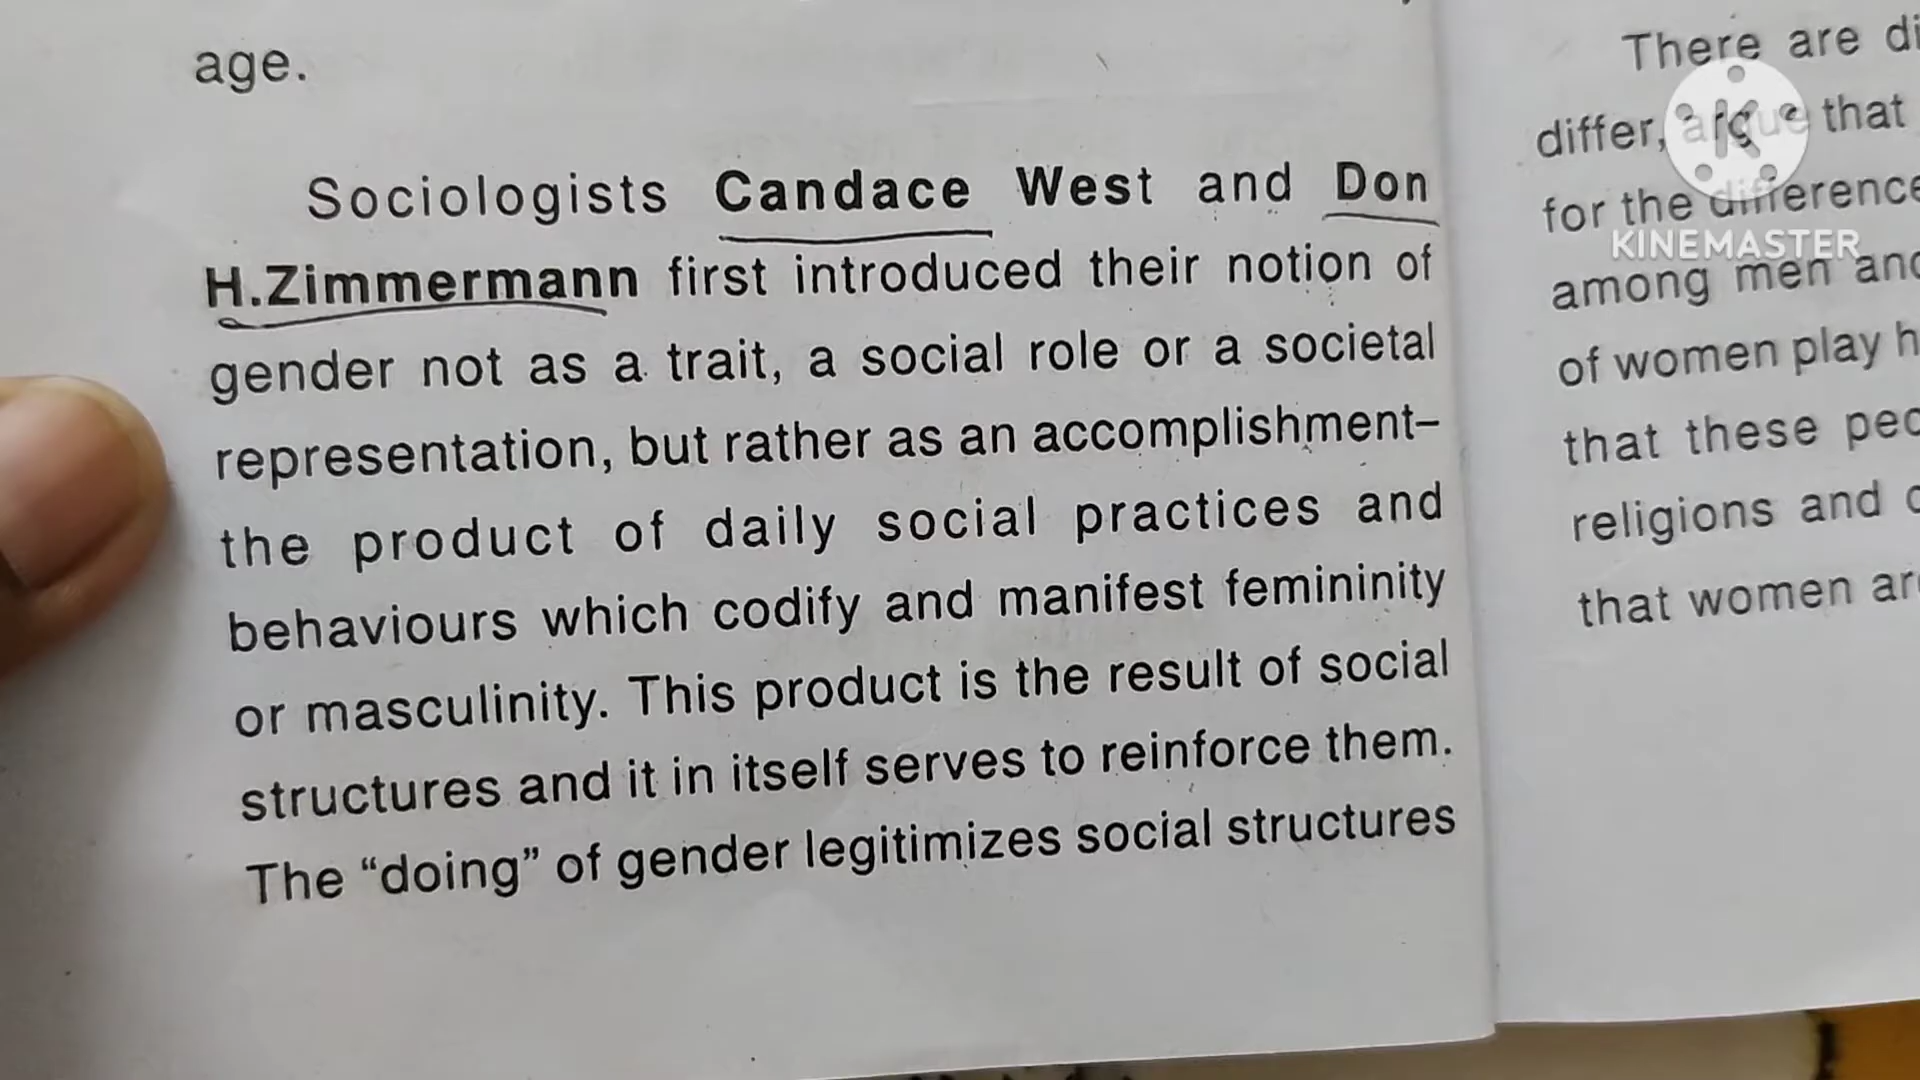 age.
Sociologists Candace West and Don
H.Zimmermann first introduced their notion of
gender not as a trait, a social role or a societal
representation, but rather as an accomplishment–
the product of daily social practices and
behaviours which codify and manifest femininity
or masculinity. This product is the result of social
structures and it in itself serves to reinforce them.
The “doing” of gender legitimizes social structures
There are
differ, argue that
for the difference
among men
of women play
that these
religions and
that women
KINEMASTER